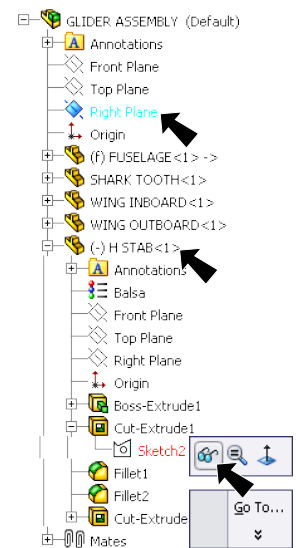 GLIDER ASSEMBLY (Default)
Annotations
Front Plane
Top Plane
Right Plane
Origin
(f) FUSELAGE<1> ->
SHARK TOOTH<1>
WING INBOARD<1>
WING OUTBOARD<1>
(-) H STAB<1>
Annotations
Balsa
Front Plane
Top Plane
Right Plane
Origin
Boss-Extrude1
Cut-Extrude1
Sketch2
Fillet1
Fillet2
Cut-Extrude
Go To...
Mates